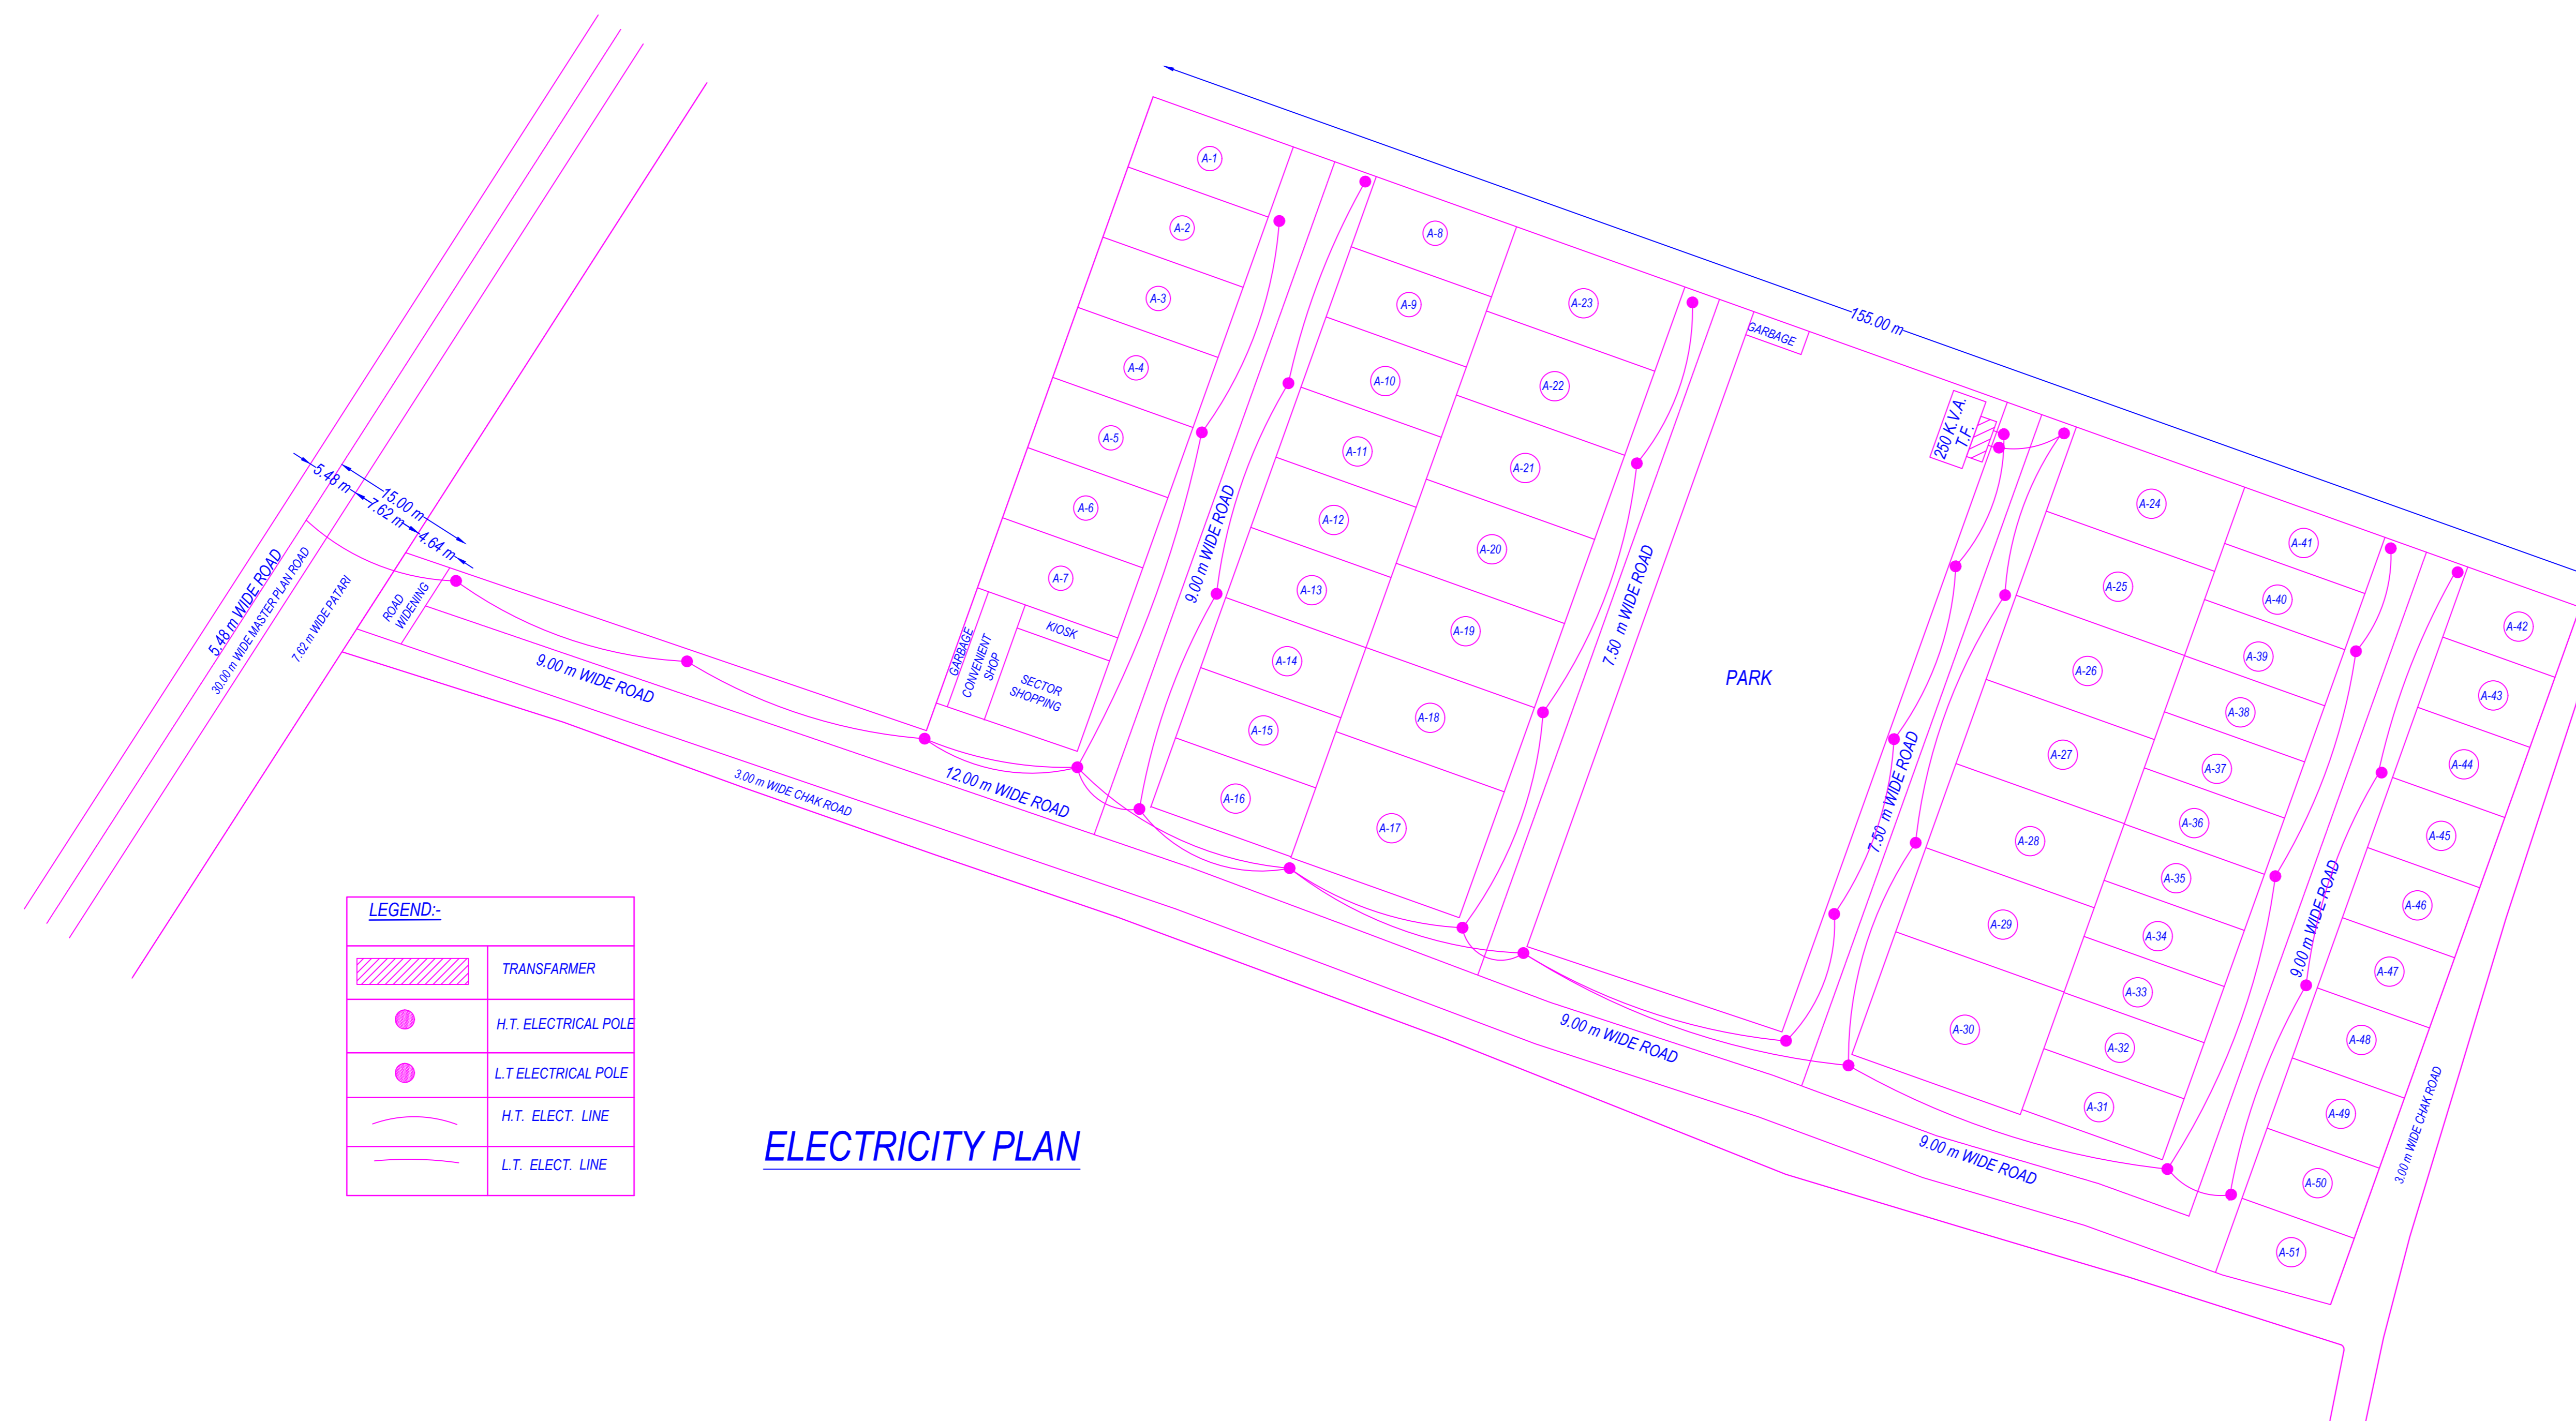 155.00 m
A-1
A-2
A-3
A-4
A-5
A-6
A-7
GARBAGE
CONVENIENT
SHOP
KIOSK
SECTOR
SHOPPING
9.00 m WIDE ROAD
A-8
A-9
A-10
A-11
A-12
A-13
A-14
A-15
A-16
A-23
A-22
A-21
A-20
A-19
A-18
A-17
7.50 m WIDE ROAD
GARBAGE
PARK
250 K.V.A.
T.F.
7.50 m WIDE ROAD
A-24
A-25
A-26
A-27
A-28
A-29
A-30
A-41
A-40
A-39
A-38
A-37
A-36
A-35
A-34
A-33
A-32
A-31
9.00 m WIDE ROAD
A-42
A-43
A-44
A-45
A-46
A-47
A-48
A-49
A-50
A-51
3.00 m WIDE CHAK ROAD
5.48 m
15.00 m
7.62 m
4.64 m
5.48 m WIDE ROAD
30.00 m WIDE MASTER PLAN ROAD
7.62 m WIDE PATARI
ROAD
WIDENING
9.00 m WIDE ROAD
12.00 m WIDE ROAD
3.00 m WIDE CHAK ROAD
9.00 m WIDE ROAD
9.00 m WIDE ROAD
LEGEND:-
TRANSFARMER
H.T. ELECTRICAL POLE
L.T ELECTRICAL POLE
H.T. ELECT. LINE
L.T. ELECT. LINE
ELECTRICITY PLAN